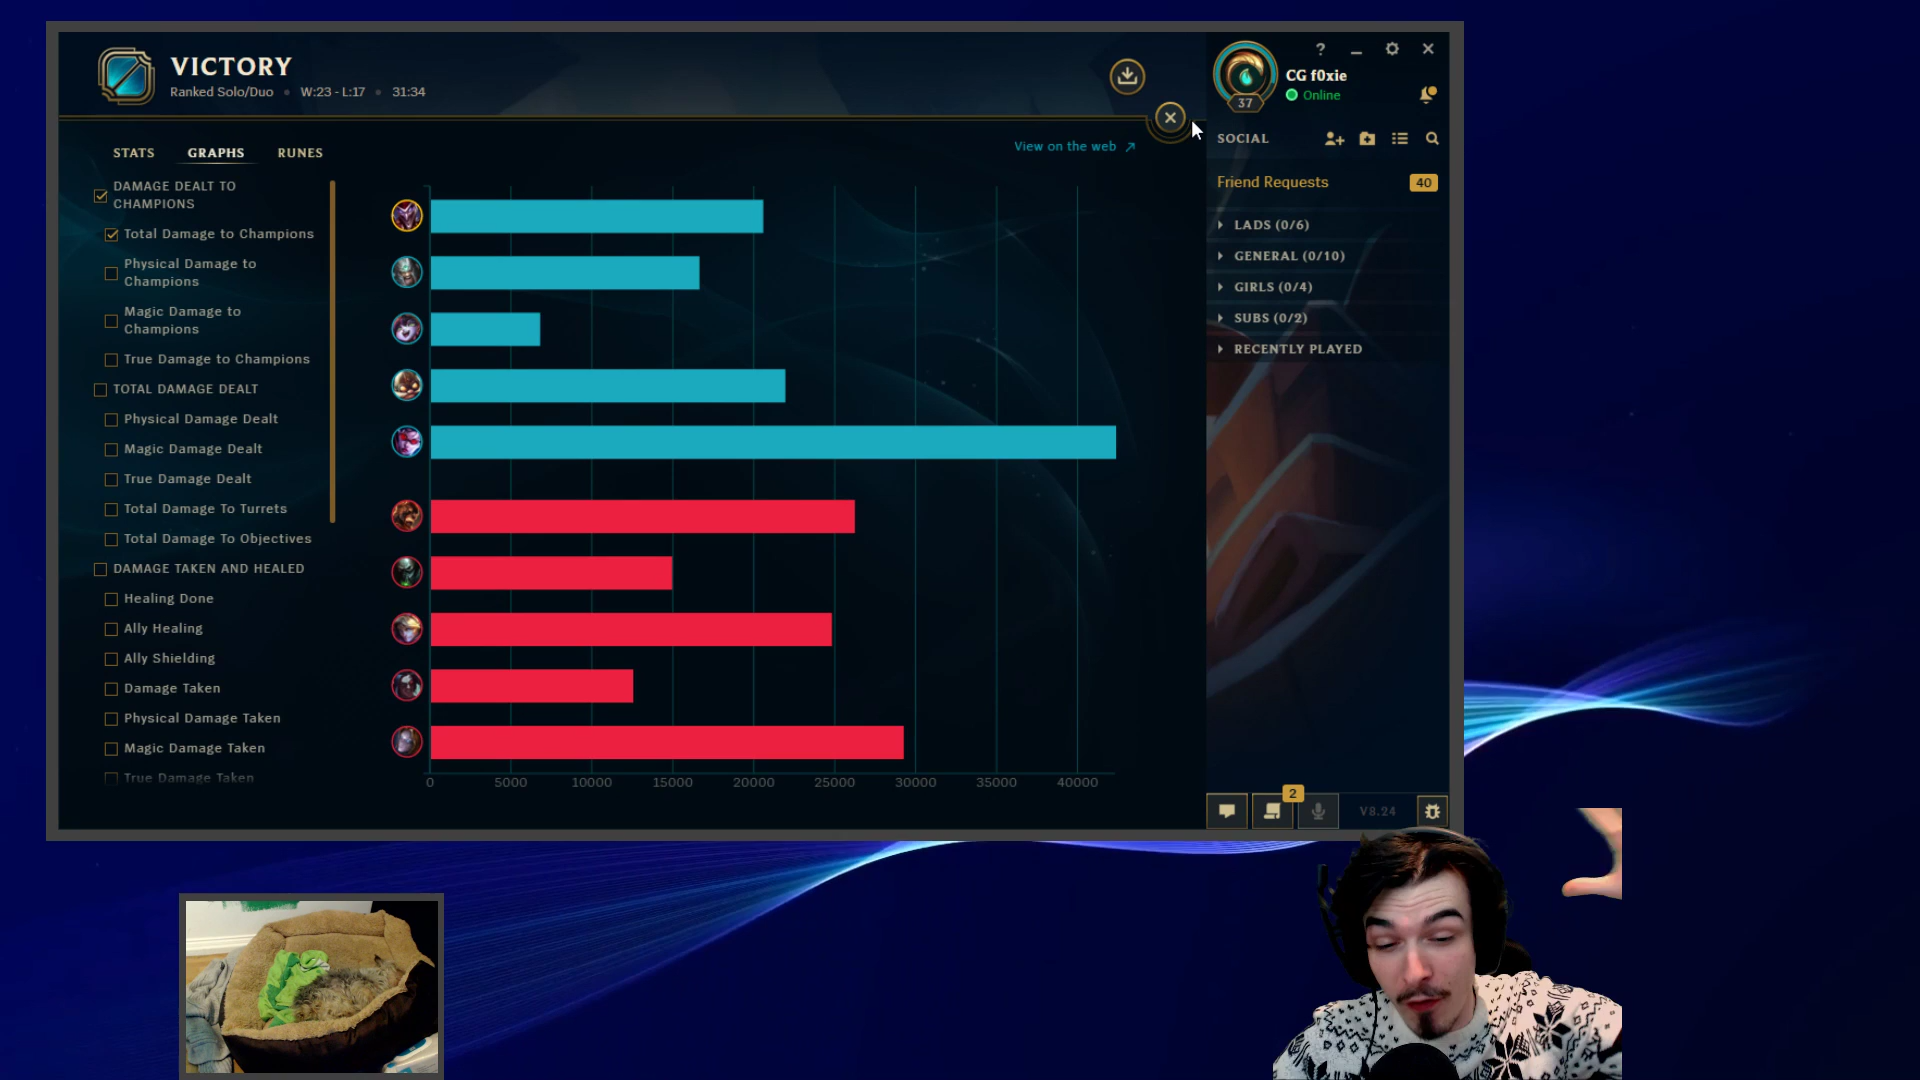 VICTORY
Ranked Solo/Duo • W:23 - L:17 • 31:34
STATS
GRAPHS
RUNES
View on the web
DAMAGE DEALT TO
CHAMPIONS
Total Damage to Champions
Physical Damage to
Champions
Magic Damage to
Champions
True Damage to Champions
TOTAL DAMAGE DEALT
Physical Damage Dealt
Magic Damage Dealt
True Damage Dealt
Total Damage To Turrets
Total Damage To Objectives
DAMAGE TAKEN AND HEALED
Healing Done
Ally Healing
Ally Shielding
Damage Taken
Physical Damage Taken
Magic Damage Taken
True Damage Taken
0 5000 10000 15000 20000 25000 30000 35000 40000
?
37
CG f0xie
Online
SOCIAL
Friend Requests
40
LADS (0/6)
GENERAL (0/10)
GIRLS (0/4)
SUBS (0/2)
RECENTLY PLAYED
2
V8.24